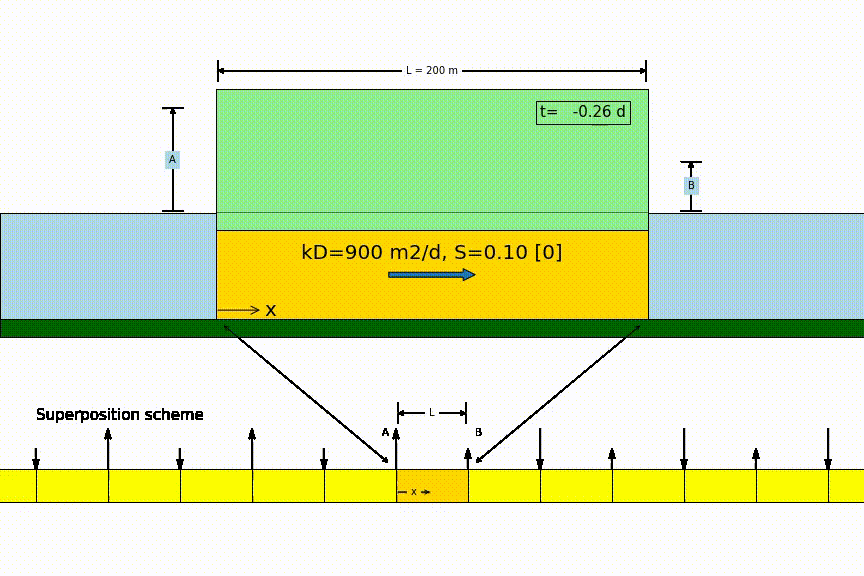 L = 200 m
t= -0.26 d
A
B
kD=900 m2/d, S=0.10 [0]
x
L
Superposition scheme
A
B
x